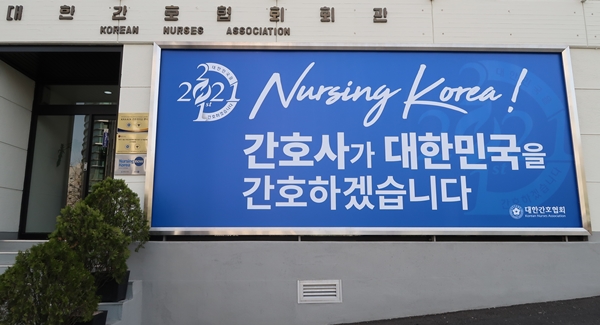 대한간호협회회관
KOREAN NURSES ASSOCIATION
2021
Nursing Korea!
간호사가 대한민국을
간호하겠습니다
대한간호협회
Korean Nurses Association